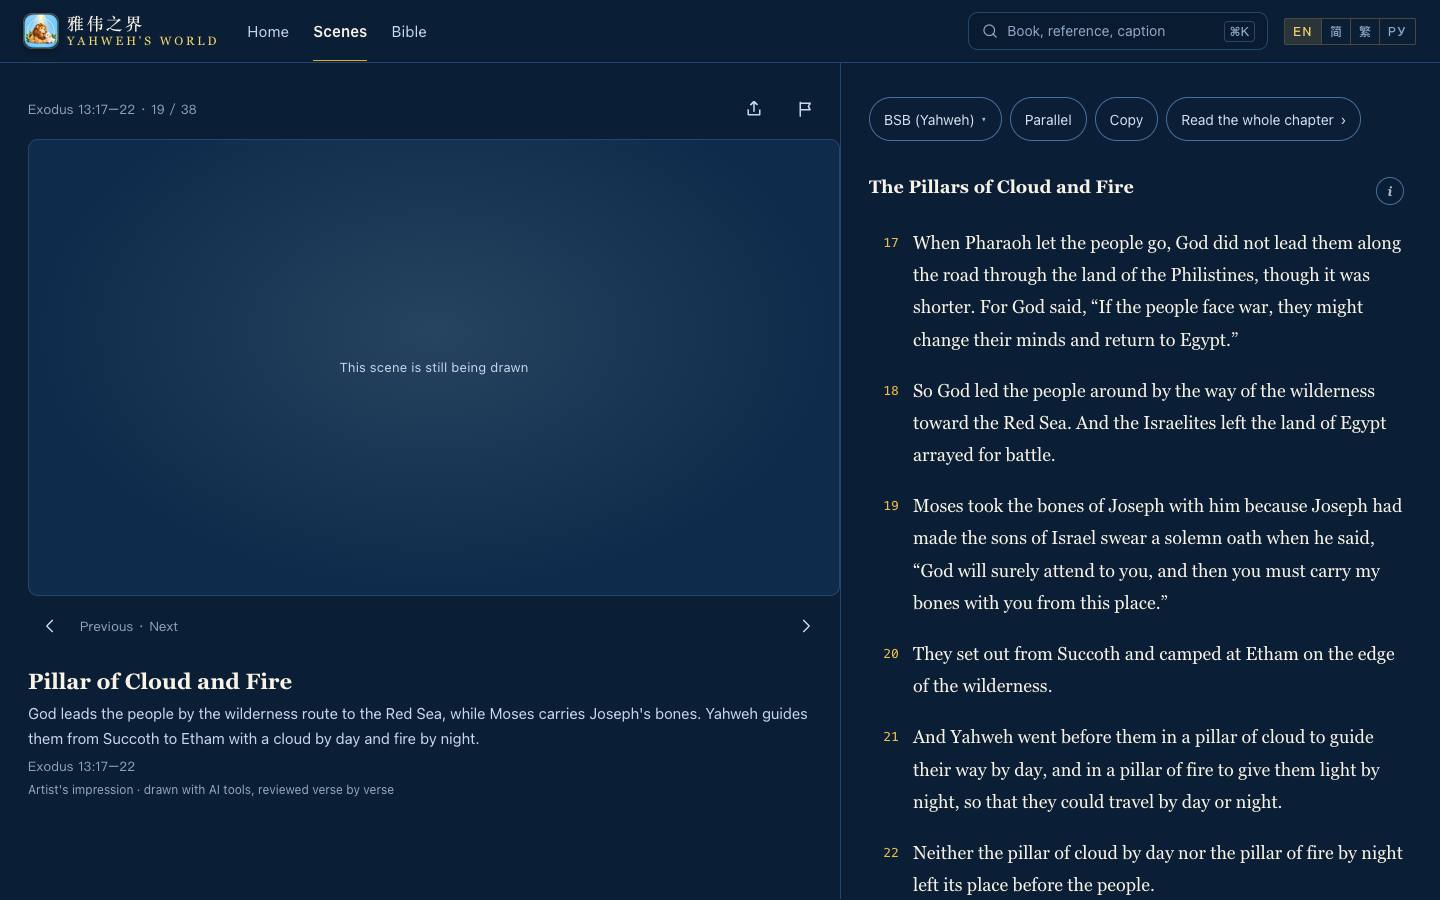 雅伟之界
YAHWEH'S WORLD
Home
Scenes
Bible
Book, reference, caption
⌘K
EN
简
繁
РУ
Exodus 13:17–22 · 19 / 38
This scene is still being drawn
Previous · Next
Pillar of Cloud and Fire
God leads the people by the wilderness route to the Red Sea, while Moses carries Joseph's bones. Yahweh guides
them from Succoth to Etham with a cloud by day and fire by night.
Exodus 13:17–22
Artist's impression · drawn with AI tools, reviewed verse by verse
BSB (Yahweh)
Parallel
Copy
Read the whole chapter ›
The Pillars of Cloud and Fire
i
17 When Pharaoh let the people go, God did not lead them along
the road through the land of the Philistines, though it was
shorter. For God said, “If the people face war, they might
change their minds and return to Egypt.”
18 So God led the people around by the way of the wilderness
toward the Red Sea. And the Israelites left the land of Egypt
arrayed for battle.
19 Moses took the bones of Joseph with him because Joseph had
made the sons of Israel swear a solemn oath when he said,
“God will surely attend to you, and then you must carry my
bones with you from this place.”
20 They set out from Succoth and camped at Etham on the edge
of the wilderness.
21 And Yahweh went before them in a pillar of cloud to guide
their way by day, and in a pillar of fire to give them light by
night, so that they could travel by day or night.
22 Neither the pillar of cloud by day nor the pillar of fire by night
left its place before the people.